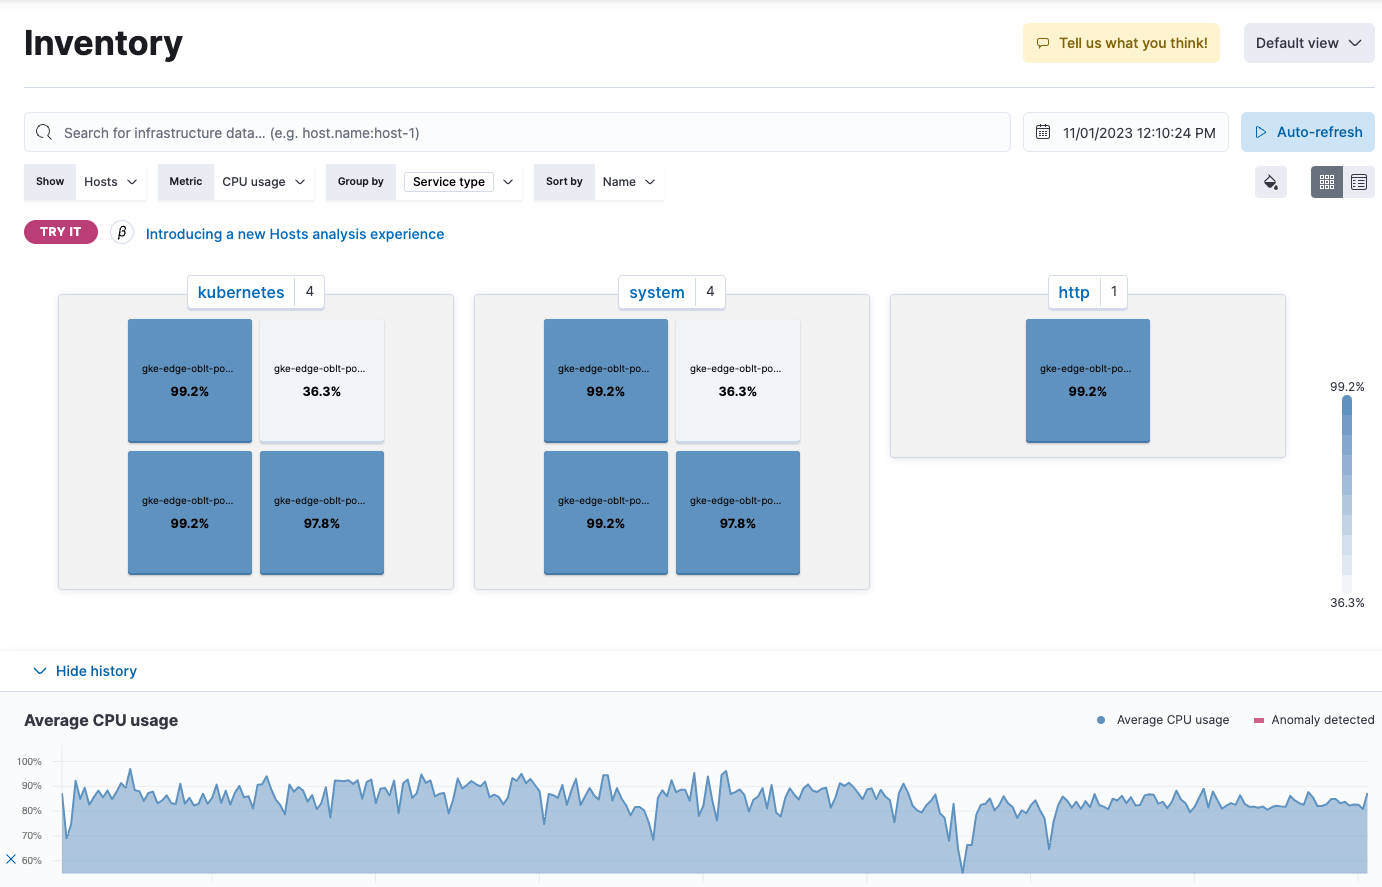 Inventory
Tell us what you think!
Default view
Search for infrastructure data... (e.g. host.name:host-1)
11/01/2023 12:10:24 PM
Auto-refresh
Show Hosts
Metric CPU usage
Group by Service type
Sort by Name
TRY IT
β
Introducing a new Hosts analysis experience
kubernetes 4
gke-edge-oblt-po...
99.2%
gke-edge-oblt-po...
36.3%
gke-edge-oblt-po...
99.2%
gke-edge-oblt-po...
97.8%
system 4
gke-edge-oblt-po...
99.2%
gke-edge-oblt-po...
36.3%
gke-edge-oblt-po...
99.2%
gke-edge-oblt-po...
97.8%
http 1
gke-edge-oblt-po...
99.2%
99.2%
36.3%
Hide history
Average CPU usage
Average CPU usage
Anomaly detected
100%
90%
80%
70%
60%